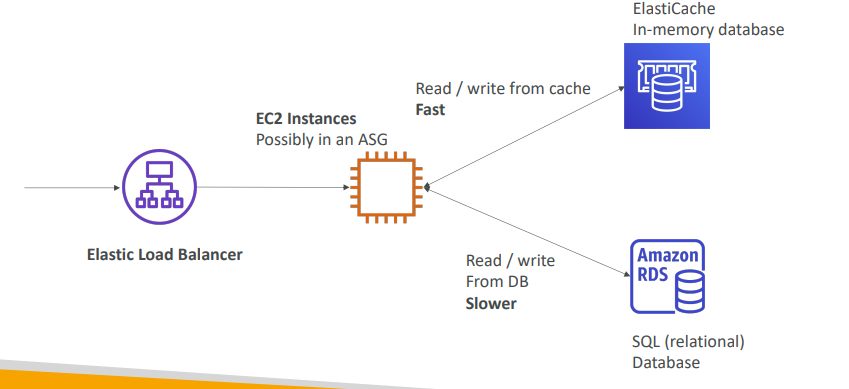 ElastiCache
In-memory database
Read / write from cache
Fast
EC2 Instances
Possibly in an ASG
Elastic Load Balancer
Read / write
From DB
Slower
Amazon
RDS
SQL (relational)
Database